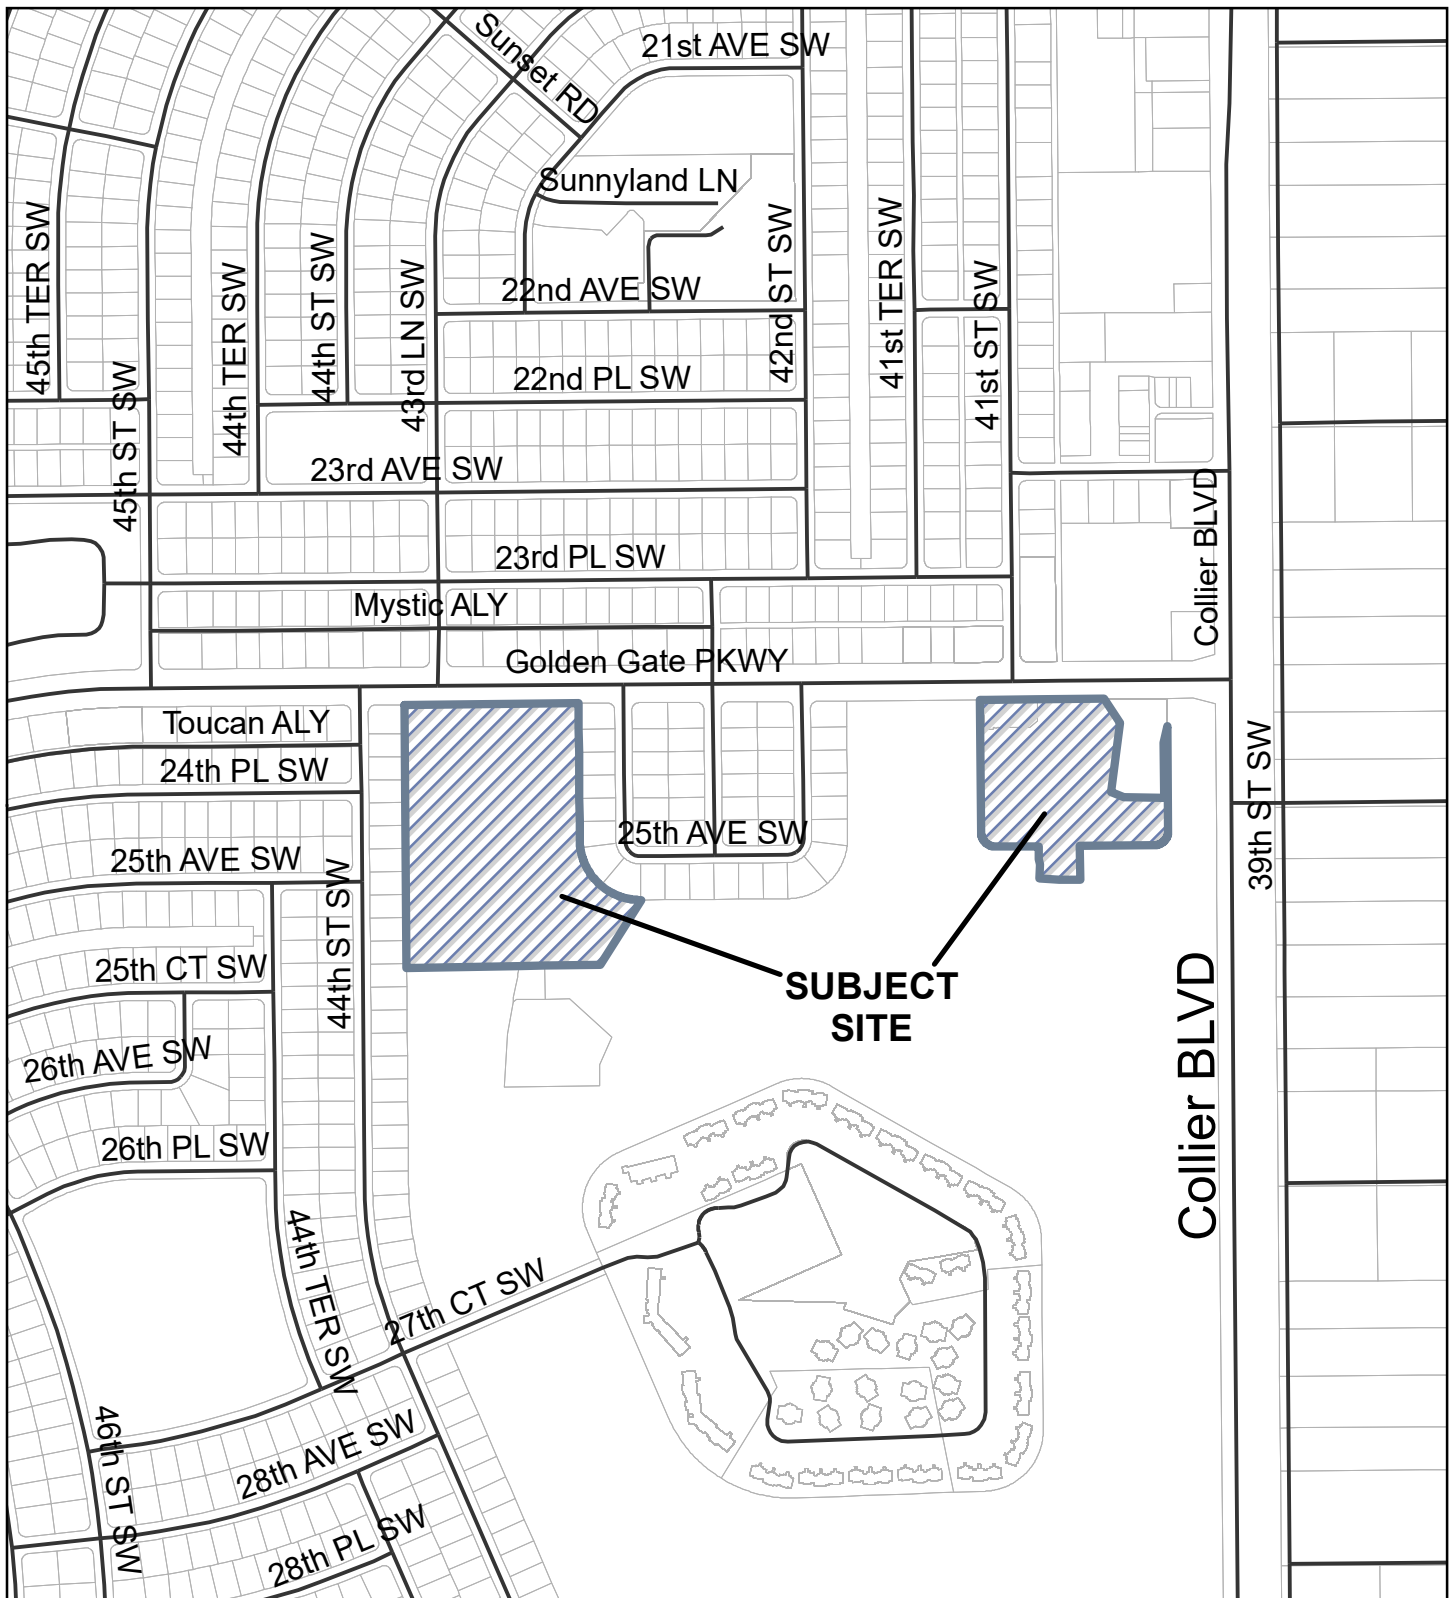 Sunset RD
21st AVE SW
Sunnyland LN
45th TER SW
44th TER SW
44th ST SW
43rd LN SW
22nd AVE SW
42nd ST SW
41st TER SW
41st ST SW
22nd PL SW
45th ST SW
23rd AVE SW
23rd PL SW
Collier BLVD
Mystic ALY
Golden Gate PKWY
Toucan ALY
24th PL SW
25th AVE SW
25th AVE SW
39th ST SW
44th ST SW
25th CT SW
SUBJECT
SITE
26th AVE SW
26th PL SW
Collier BLVD
44th TER SW
27th CT SW
46th ST SW
28th AVE SW
28th PL SW